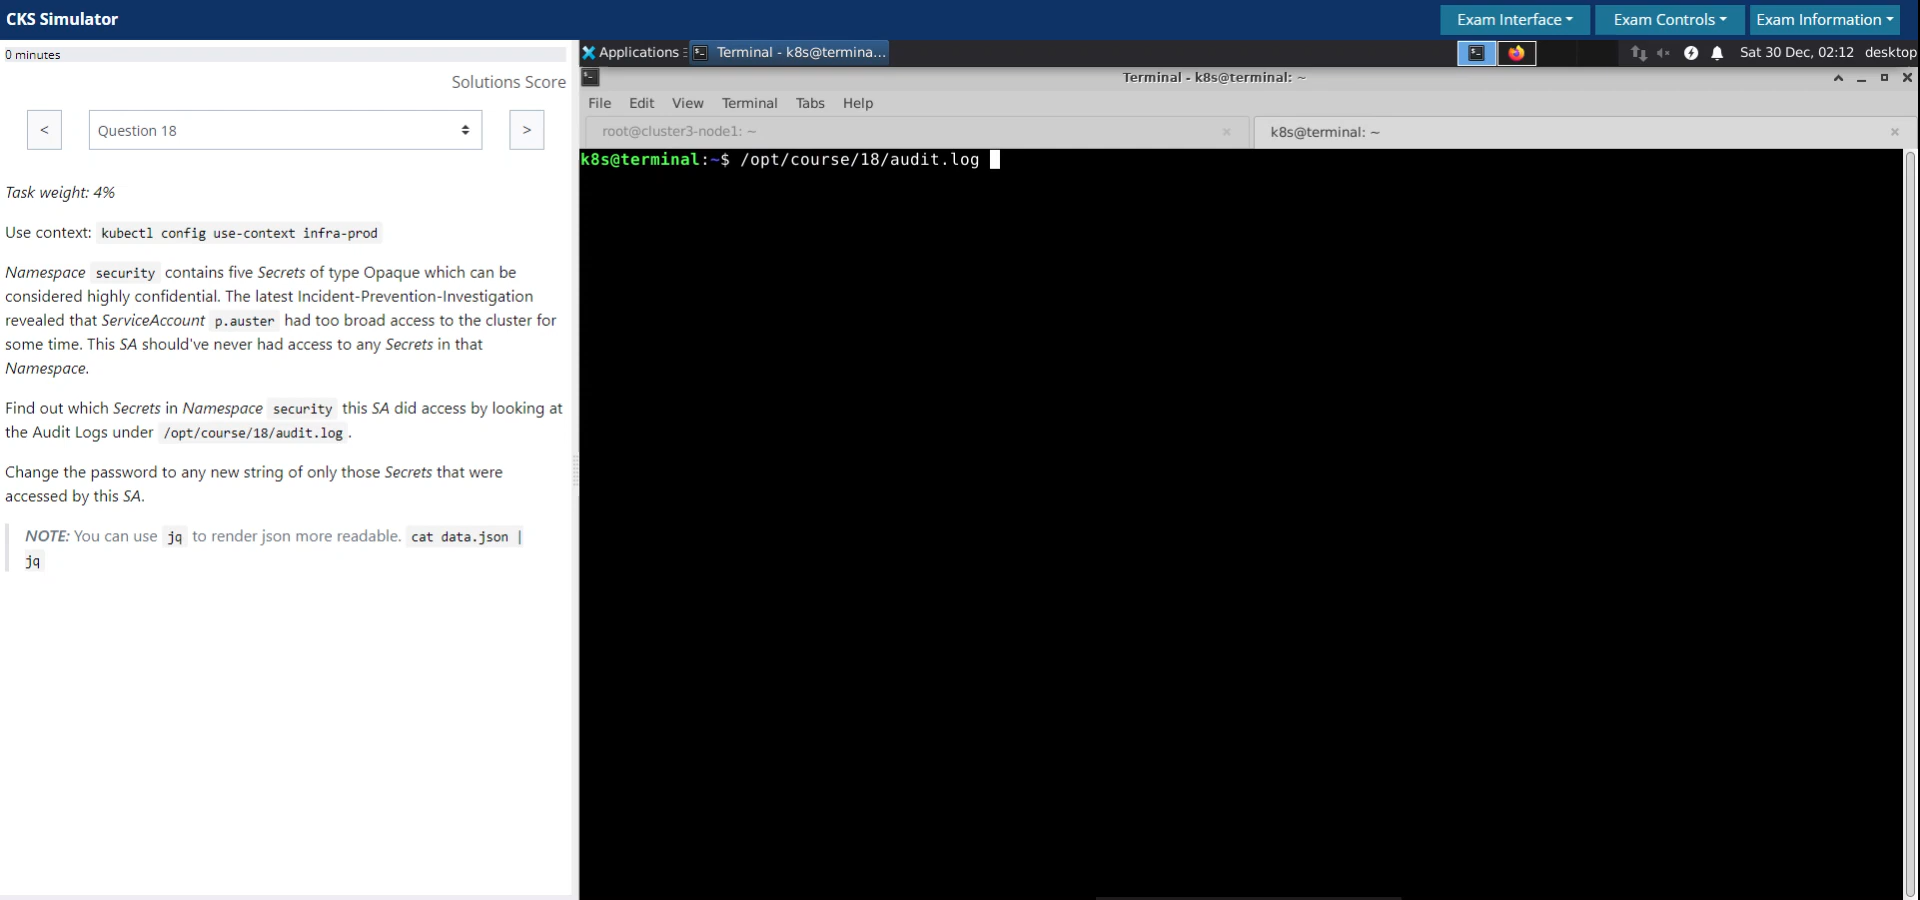 CKS Simulator
Exam Interface
Exam Controls
Exam Information
0 minutes
Solutions Score
<
Question 18
>
Task weight: 4%
Use context: kubectl config use-context infra-prod
Namespace security contains five Secrets of type Opaque which can be
considered highly confidential. The latest Incident-Prevention-Investigation
revealed that ServiceAccount p.auster had too broad access to the cluster for
some time. This SA should've never had access to any Secrets in that
Namespace.
Find out which Secrets in Namespace security this SA did access by looking at
the Audit Logs under /opt/course/18/audit.log .
Change the password to any new string of only those Secrets that were
accessed by this SA.
NOTE: You can use jq to render json more readable. cat data.json |
jq
Applications
Terminal - k8s@termina...
Sat 30 Dec, 02:12
desktop
Terminal - k8s@terminal: ~
File
Edit
View
Terminal
Tabs
Help
root@cluster3-node1: ~
k8s@terminal: ~
k8s@terminal:~$ /opt/course/18/audit.log